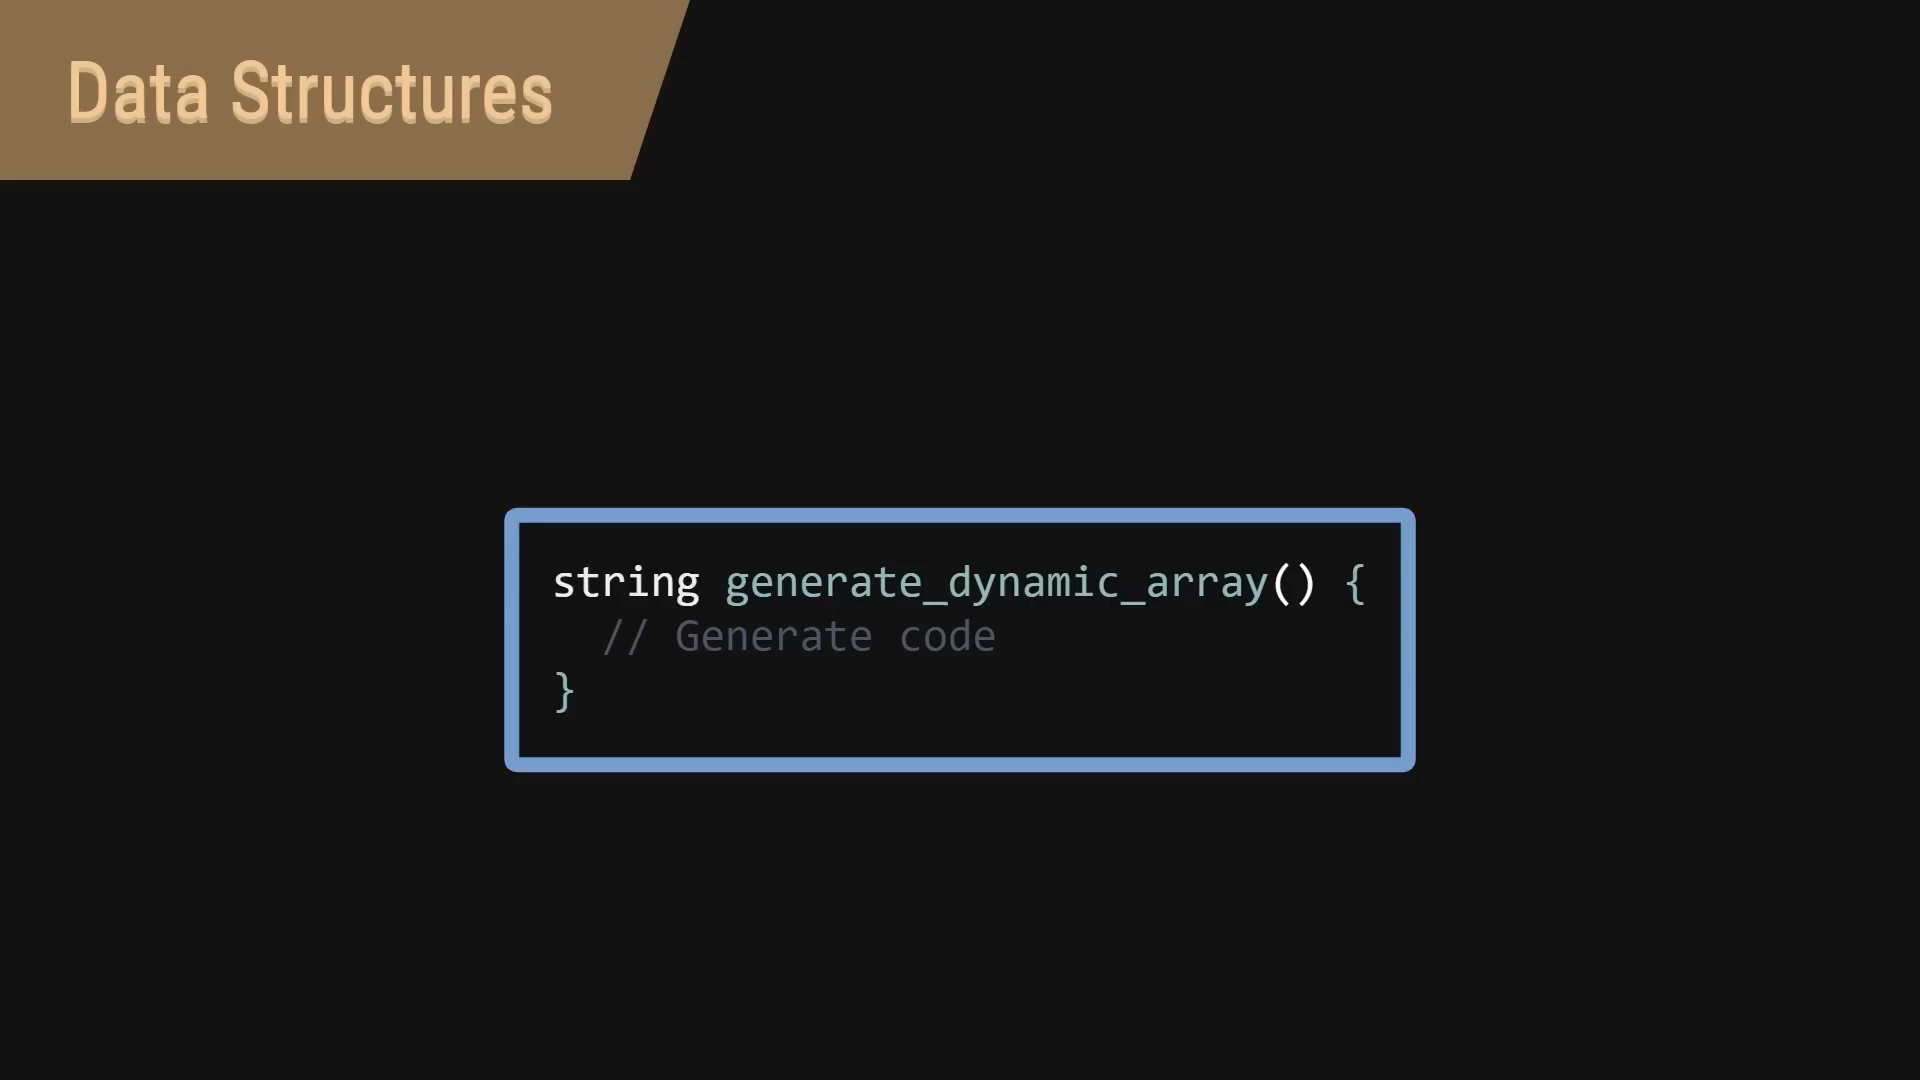 Data Structures
string generate_dynamic_array() {
// Generate code
}